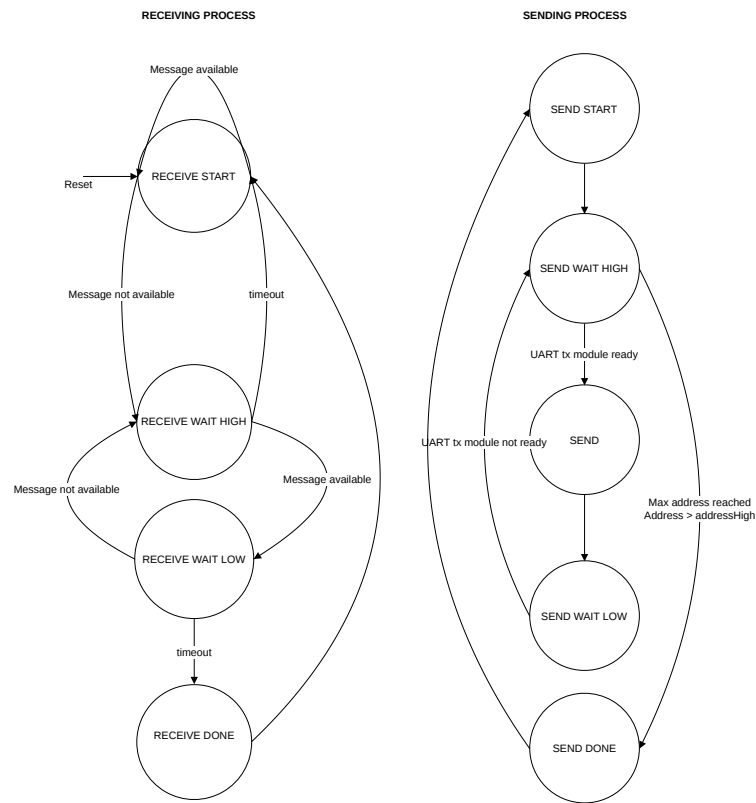 RECEIVING PROCESS
Message available
Reset
RECEIVE START
Message not available
timeout
RECEIVE WAIT HIGH
Message not available
Message available
RECEIVE WAIT LOW
timeout
RECEIVE DONE
SENDING PROCESS
SEND START
SEND WAIT HIGH
UART tx module ready
SEND
UART tx module not ready
Max address reached
Address > addressHigh
SEND WAIT LOW
SEND DONE